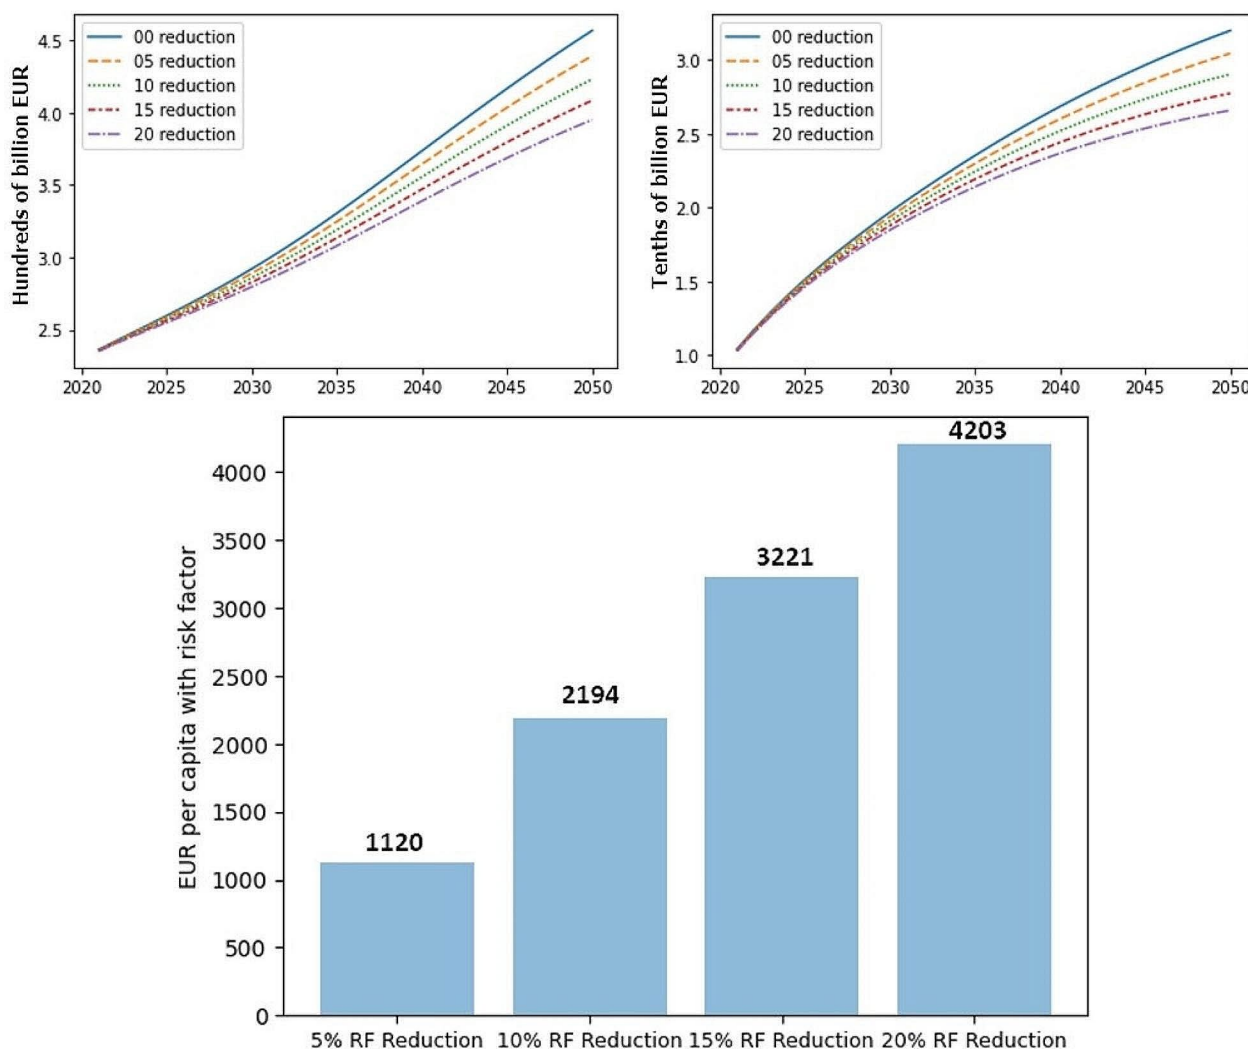 Hundreds of billion EUR
4.5
4.0
3.5
3.0
2.5
00 reduction
05 reduction
10 reduction
15 reduction
20 reduction
2020 2025 2030 2035 2040 2045 2050
Tenths of billion EUR
3.0
2.5
2.0
1.5
1.0
00 reduction
05 reduction
10 reduction
15 reduction
20 reduction
2020 2025 2030 2035 2040 2045 2050
EUR per capita with risk factor
4000
3500
3000
2500
2000
1500
1000
500
0
1120
2194
3221
4203
5% RF Reduction 10% RF Reduction 15% RF Reduction 20% RF Reduction